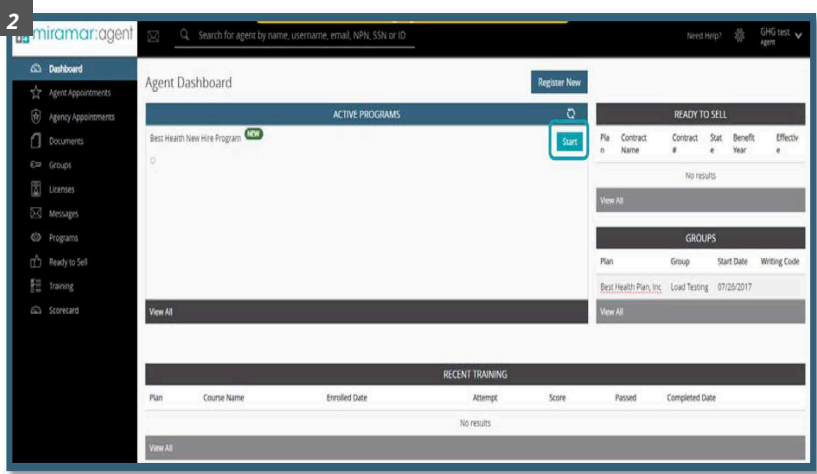 2
miramar:agent
Search for agent by name, username, email, NPN, SSN or ID
Need Help?
GHG test
Agent
Dashboard
Agent Appointments
Agency Appointments
Documents
Groups
Licenses
Messages
Programs
Ready to Sell
Training
Scorecard
Agent Dashboard
Register New
ACTIVE PROGRAMS
Best Health New Hire Program NEW
Start
View All
READY TO SELL
Pla
n
Contract
Name
Contract
#
Stat
e
Benefit
Year
Effectiv
e
No results
View All
GROUPS
Plan Group Start Date Writing Code
Best Health Plan, Inc Load Testing 07/26/2017
View All
RECENT TRAINING
Plan Course Name Enrolled Date Attempt Score Passed Completed Date
No results
View All